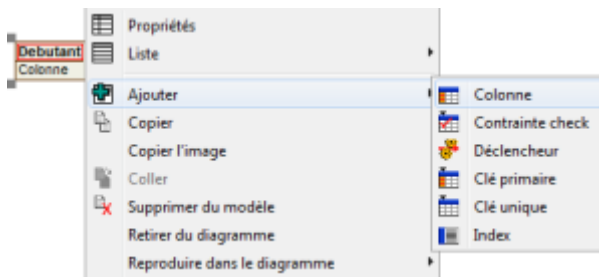 Debutant
Colonne
Propriétés
Liste
Ajouter
Copier
Copier l'image
Coller
Supprimer du modèle
Retirer du diagramme
Reproduire dans le diagramme
Colonne
Contrainte check
Déclencheur
Clé primaire
Clé unique
Index